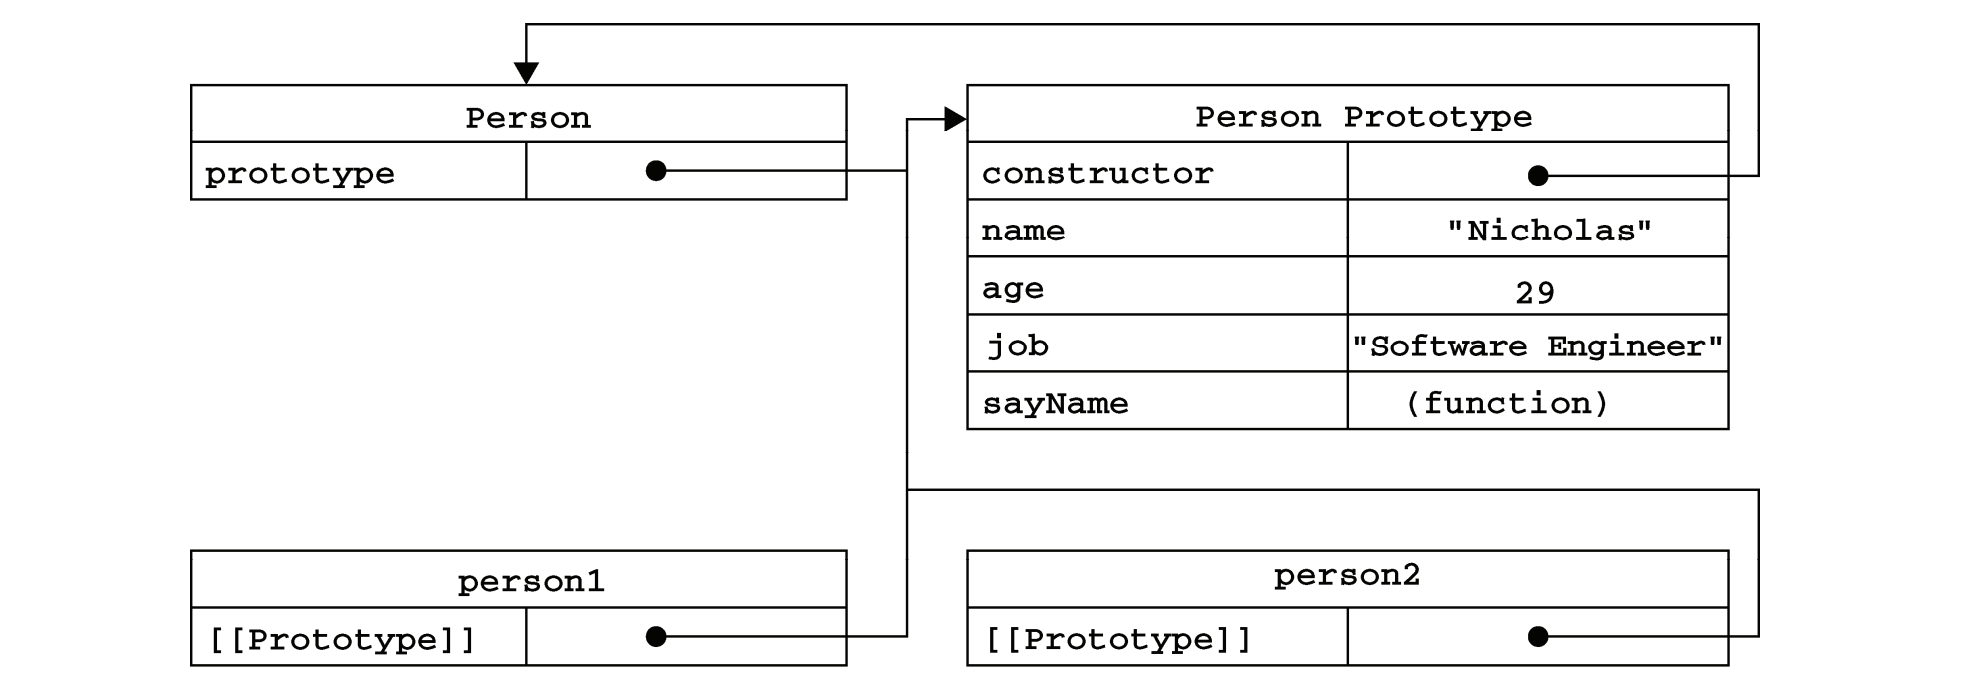 Person
prototype
Person Prototype
constructor
name "Nicholas"
age 29
job "Software Engineer"
sayName (function)
person1
[[Prototype]]
person2
[[Prototype]]